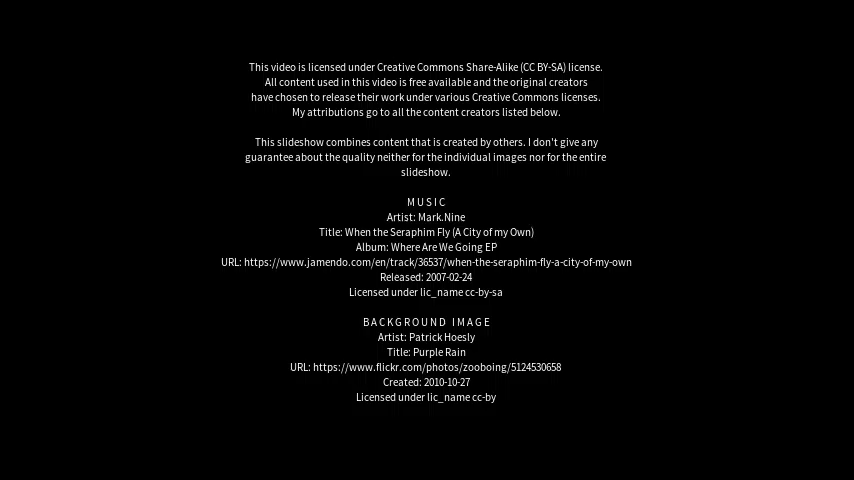 This video is licensed under Creative Commons Share-Alike (CC BY-SA) license.
All content used in this video is free available and the original creators
have chosen to release their work under various Creative Commons licenses.
My attributions go to all the content creators listed below.
This slideshow combines content that is created by others. I don't give any
guarantee about the quality neither for the individual images nor for the entire
slideshow.
MUSIC
Artist: Mark.Nine
Title: When the Seraphim Fly (A City of my Own)
Album: Where Are We Going EP
URL: https://www.jamendo.com/en/track/36537/when-the-seraphim-fly-a-city-of-my-own
Released: 2007-02-24
Licensed under lic_name cc-by-sa
BACKGROUND IMAGE
Artist: Patrick Hoesly
Title: Purple Rain
URL: https://www.flickr.com/photos/zooboing/5124530658
Created: 2010-10-27
Licensed under lic_name cc-by